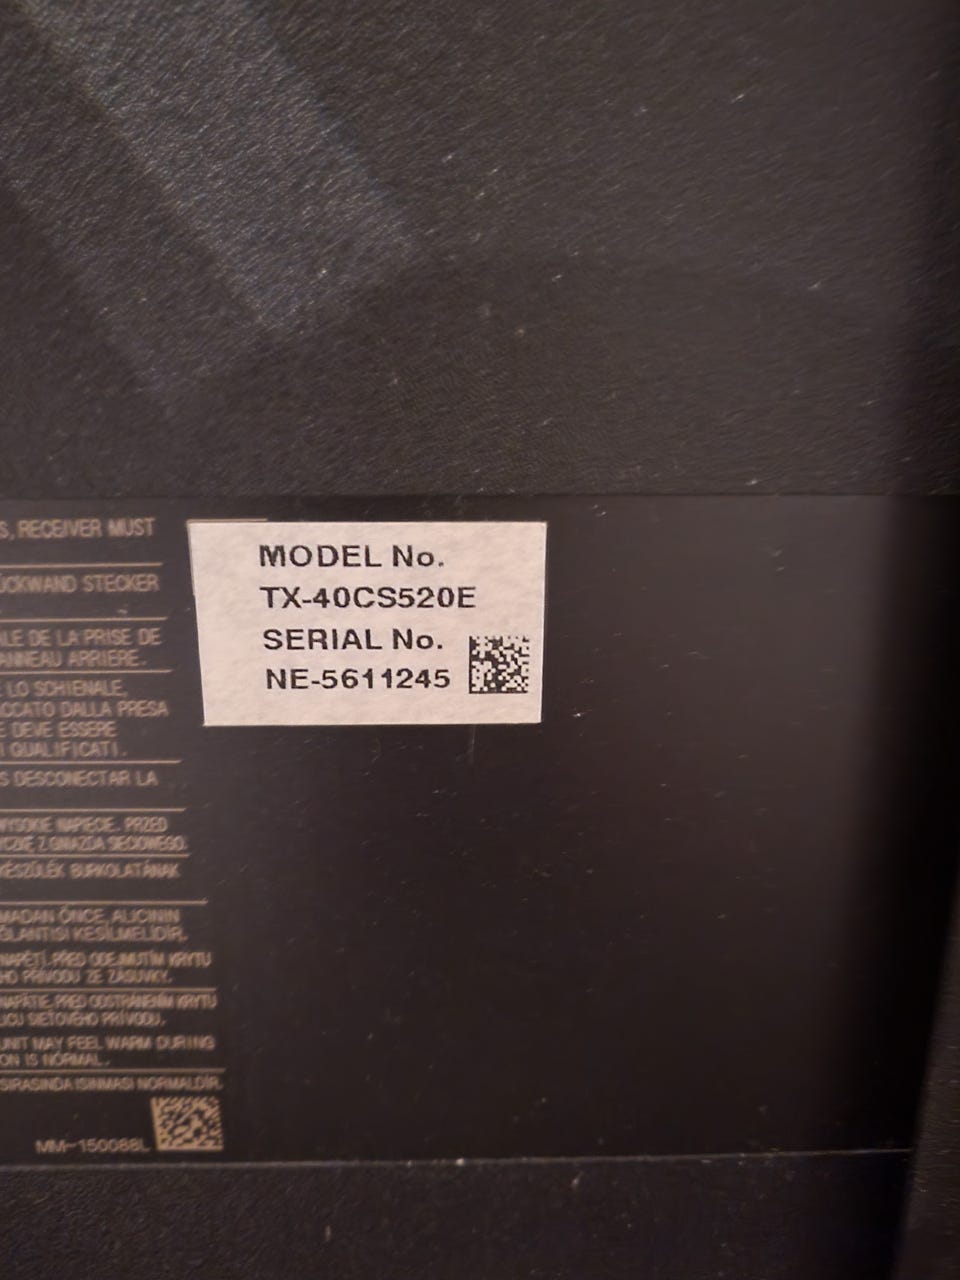 S, RECEIVER MUST
ÜCKWAND STECKER
ALE DE LA PRISE DE
ANNEAU ARRIERE.
E LO SCHIENALE,
CCATO DALLA PRESA
E DEVE ESSERE
I QUALIFICATI.
S DESCONECTAR LA
WYSOKIE NAPIĘCIE. PRZED
YCZKĘ Z GNIAZDA SIECIOWEGO.
KÉSZÜLÉK BURKOLATÁNAK
MADAN ÖNCE, ALICININ
ĞLANTISI KESİLMELİDİR.
NAPĚTÍ. PŘED ODEJMUTÍM KRYTU
HO PŘÍVODU ZE ZÁSUVKY.
NAPÄTIE, PRED ODSTRÁNENÍM KRYTU
ICU SIEŤOVÉHO PRÍVODU.
UNIT MAY FEEL WARM DURING
ON IS NORMAL.
SIRASINDA ISINMASI NORMALDİR.
MM-150088L
MODEL No.
TX-40CS520E
SERIAL No.
NE-5611245